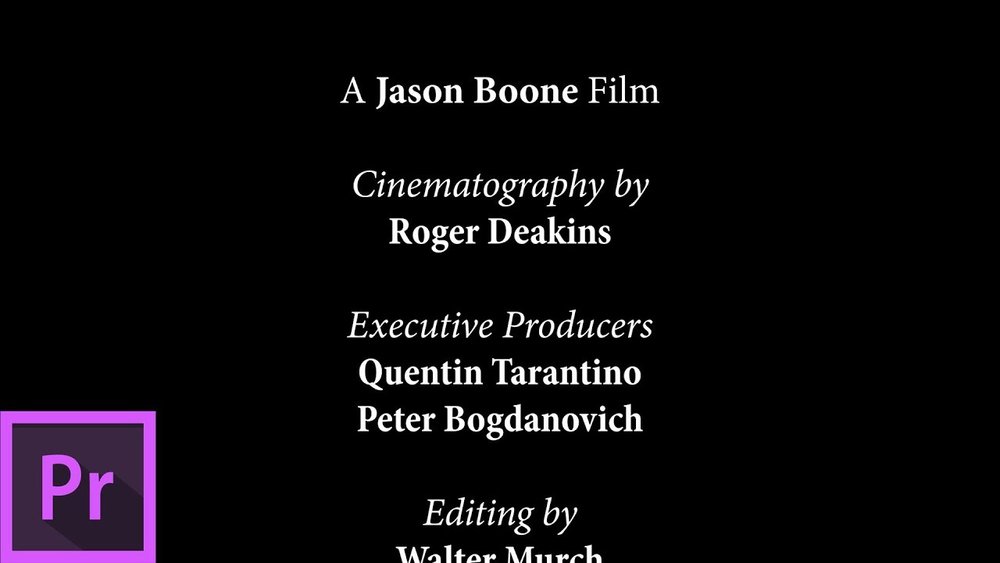 A Jason Boone Film
Cinematography by
Roger Deakins
Executive Producers
Quentin Tarantino
Peter Bogdanovich
Editing by
Walter Murch
Pr